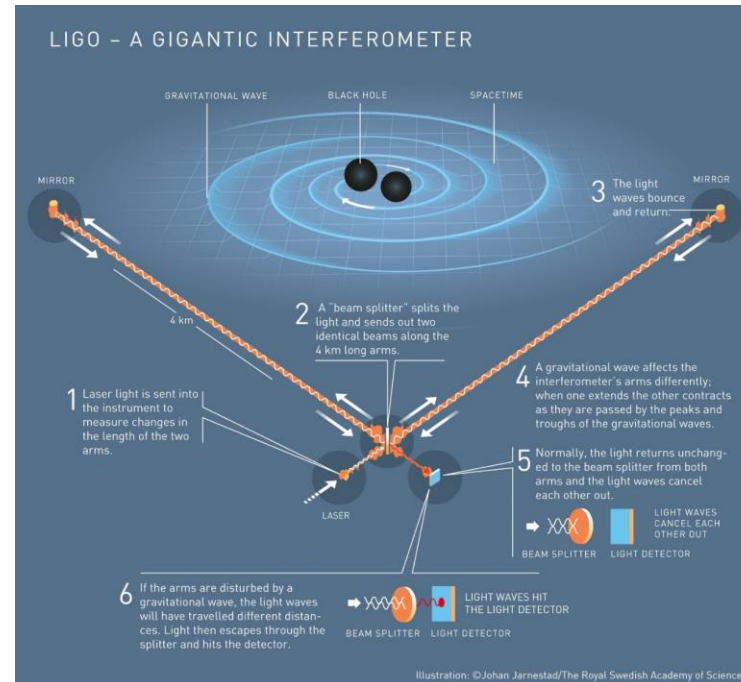 LIGO – A GIGANTIC INTERFEROMETER
GRAVITATIONAL WAVE
BLACK HOLE
SPACETIME
MIRROR
MIRROR
3 The light
waves bounce
and return.
4 km
2 A "beam splitter" splits the
light and sends out two
identical beams along the
4 km long arms.
1 Laser light is sent into
the instrument to
measure changes in
the length of the two
arms.
4 A gravitational wave affects the
interferometer's arms differently;
when one extends the other contracts
as they are passed by the peaks and
troughs of the gravitational waves.
5 Normally, the light returns unchang-
ed to the beam splitter from both
arms and the light waves cancel
each other out.
LASER
LIGHT WAVES
CANCEL EACH
OTHER OUT
BEAM SPLITTER
LIGHT DETECTOR
6 If the arms are disturbed by a
gravitational wave, the light waves
will have travelled different distan-
ces. Light then escapes through the
splitter and hits the detector.
LIGHT WAVES HIT
THE LIGHT DETECTOR
BEAM SPLITTER
LIGHT DETECTOR
Illustration: ©Johan Jarnestad/The Royal Swedish Academy of Science